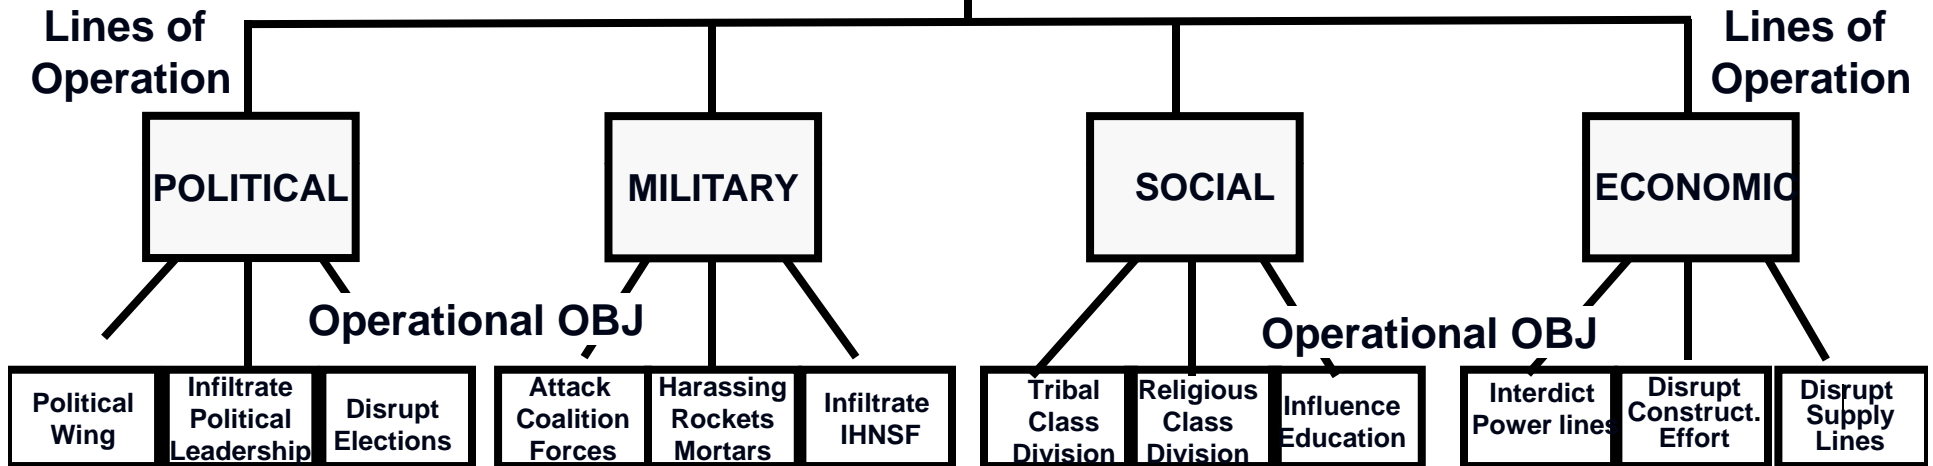 Lines of
Operation
Lines of
Operation
POLITICAL
MILITARY
SOCIAL
ECONOMIC
Operational OBJ
Operational OBJ
Political
Wing
Infiltrate
Political
Leadership
Disrupt
Elections
Attack
Coalition
Forces
Harassing
Rockets
Mortars
Infiltrate
IHNSF
Tribal
Class
Division
Religious
Class
Division
Influence
Education
Interdict
Power lines
Disrupt
Construct.
Effort
Disrupt
Supply
Lines